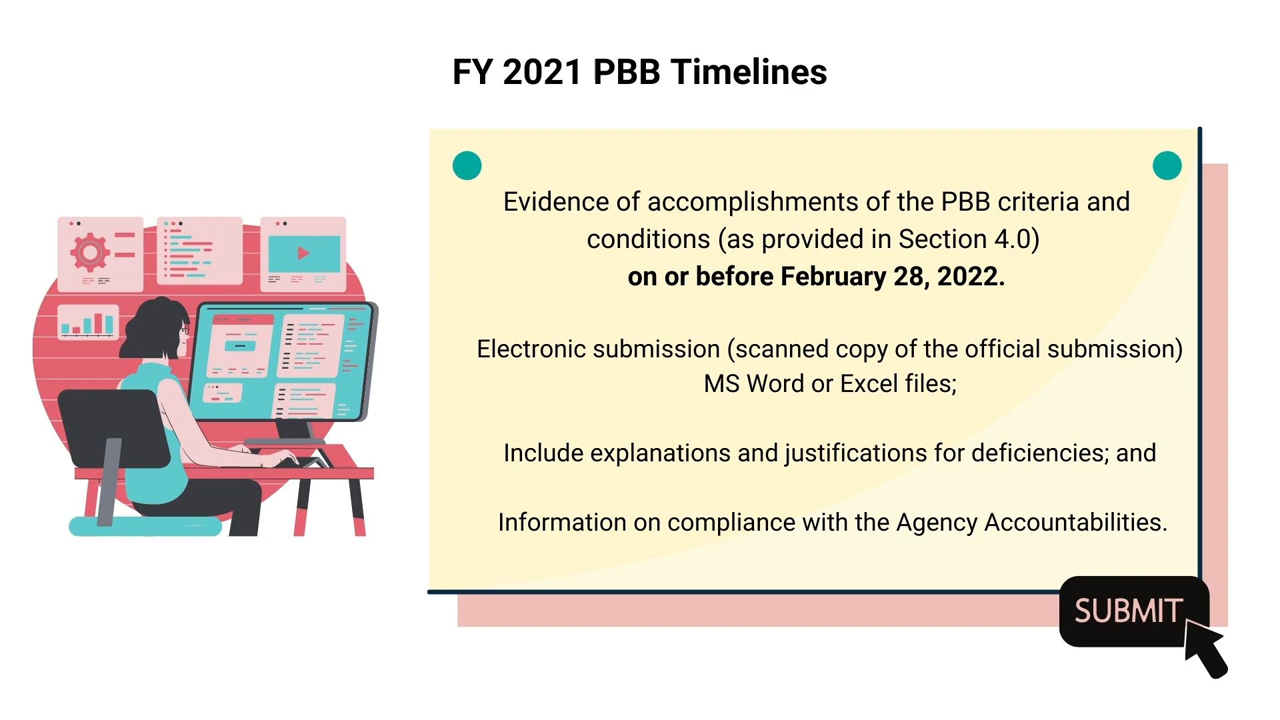 FY 2021 PBB Timelines
Evidence of accomplishments of the PBB criteria and
conditions (as provided in Section 4.0)
on or before February 28, 2022.
Electronic submission (scanned copy of the official submission)
MS Word or Excel files;
Include explanations and justifications for deficiencies; and
Information on compliance with the Agency Accountabilities.
SUBMIT